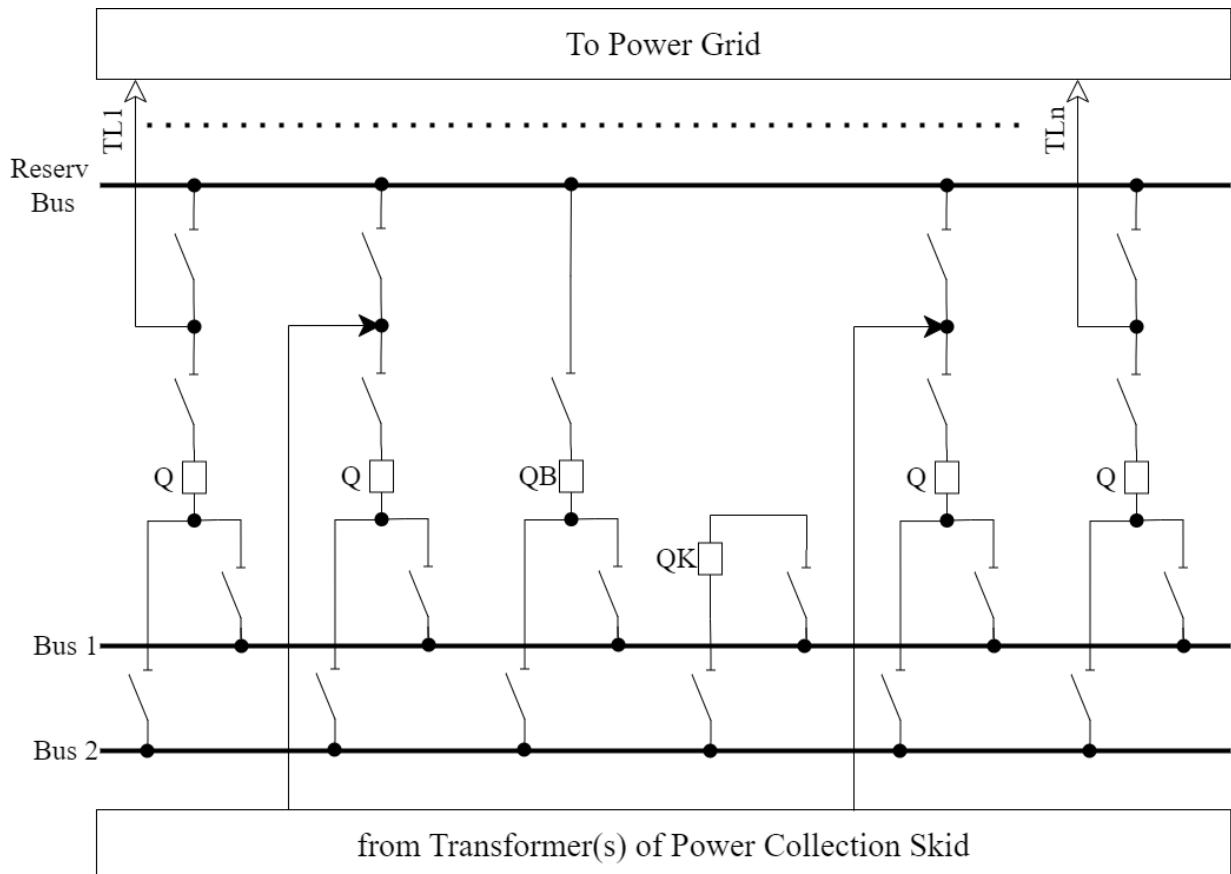 To Power Grid
TL1
TLn
Reserv
Bus
Q
Q
QB
QK
Q
Q
Bus 1
Bus 2
from Transformer(s) of Power Collection Skid